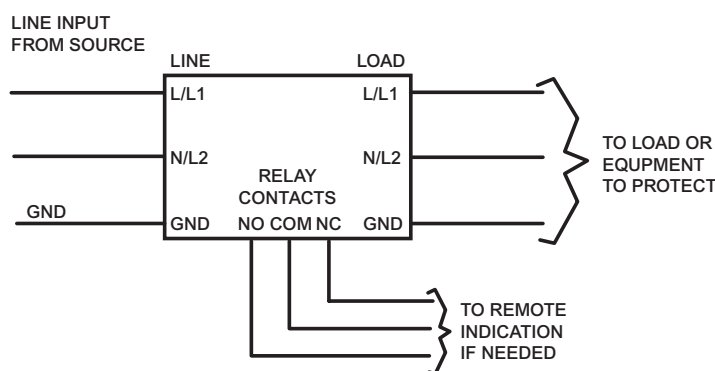 LINE INPUT
FROM SOURCE
LINE
LOAD
L/L1
L/L1
N/L2
N/L2
RELAY
CONTACTS
GND
GND
NO COM NC
GND
TO LOAD OR
EQUPMENT
TO PROTECT
TO REMOTE
INDICATION
IF NEEDED